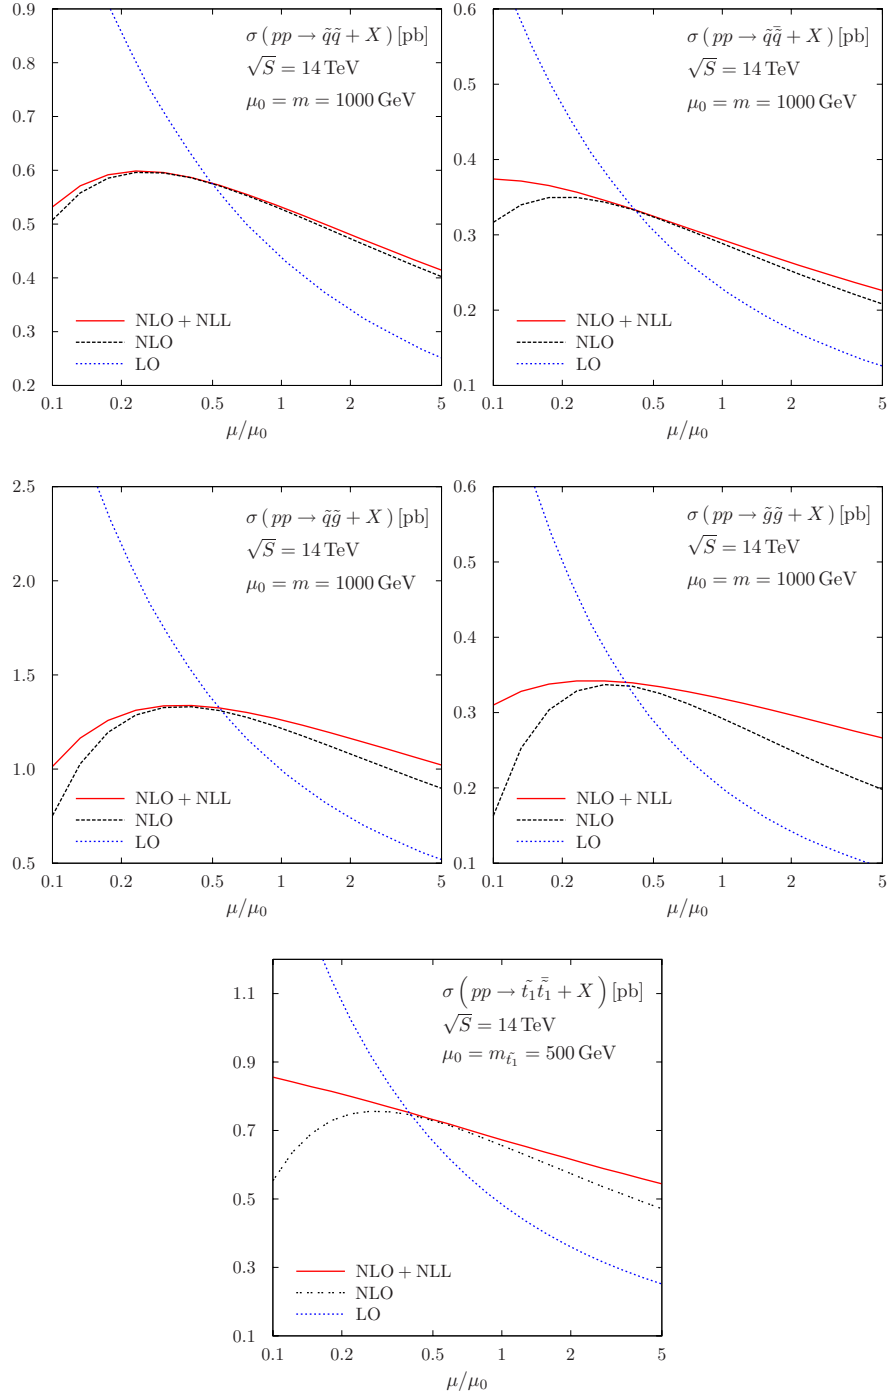 σ(pp → q̃q̃ + X) [pb]
√S = 14 TeV
μ₀ = m = 1000 GeV
0.9
0.8
0.7
0.6
0.5
0.4
0.3
0.2
NLO + NLL
NLO
LO
0.1 0.2 0.5 1 2 5
μ/μ₀
σ(pp → q̃q̃̄ + X) [pb]
√S = 14 TeV
μ₀ = m = 1000 GeV
0.6
0.5
0.4
0.3
0.2
0.1
NLO + NLL
NLO
LO
0.1 0.2 0.5 1 2 5
μ/μ₀
σ(pp → q̃g̃ + X) [pb]
√S = 14 TeV
μ₀ = m = 1000 GeV
2.5
2.0
1.5
1.0
0.5
NLO + NLL
NLO
LO
0.1 0.2 0.5 1 2 5
μ/μ₀
σ(pp → g̃g̃ + X) [pb]
√S = 14 TeV
μ₀ = m = 1000 GeV
0.6
0.5
0.4
0.3
0.2
0.1
NLO + NLL
NLO
LO
0.1 0.2 0.5 1 2 5
μ/μ₀
σ(pp → t̃₁t̃̄₁ + X) [pb]
√S = 14 TeV
μ₀ = m_t̃₁ = 500 GeV
1.1
0.9
0.7
0.5
0.3
0.1
NLO + NLL
NLO
LO
0.1 0.2 0.5 1 2 5
μ/μ₀